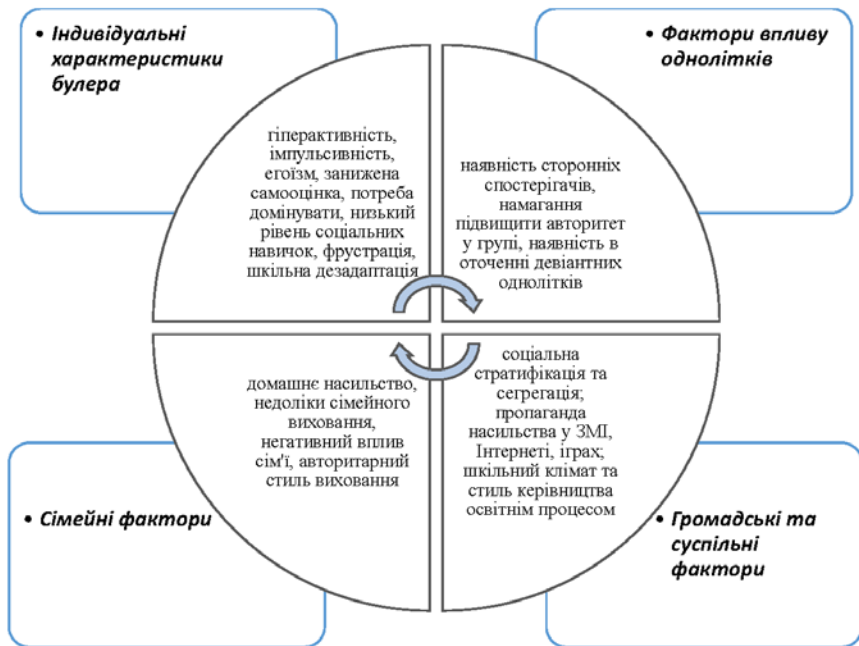 • Індивідуальні
характеристики
булера
гіперактивність,
імпульсивність,
егоїзм, занижена
самооцінка, потреба
домінувати, низький
рівень соціальних
навичок, фрустрація,
шкільна дезадаптація
• Фактори впливу
однолітків
наявність сторонніх
спостерігачів,
намагання
підвищити авторитет
у групі, наявність в
оточенні девіантних
однолітків
домашнє насильство,
недоліки сімейного
виховання,
негативний вплив
сім'ї, авторитарний
стиль виховання
• Сімейні фактори
соціальна
стратифікація та
сегрегація;
пропаганда
насильства у ЗМІ,
Інтернеті, іграх;
шкільний клімат та
стиль керівництва
освітнім процесом
• Громадські та
суспільні
фактори